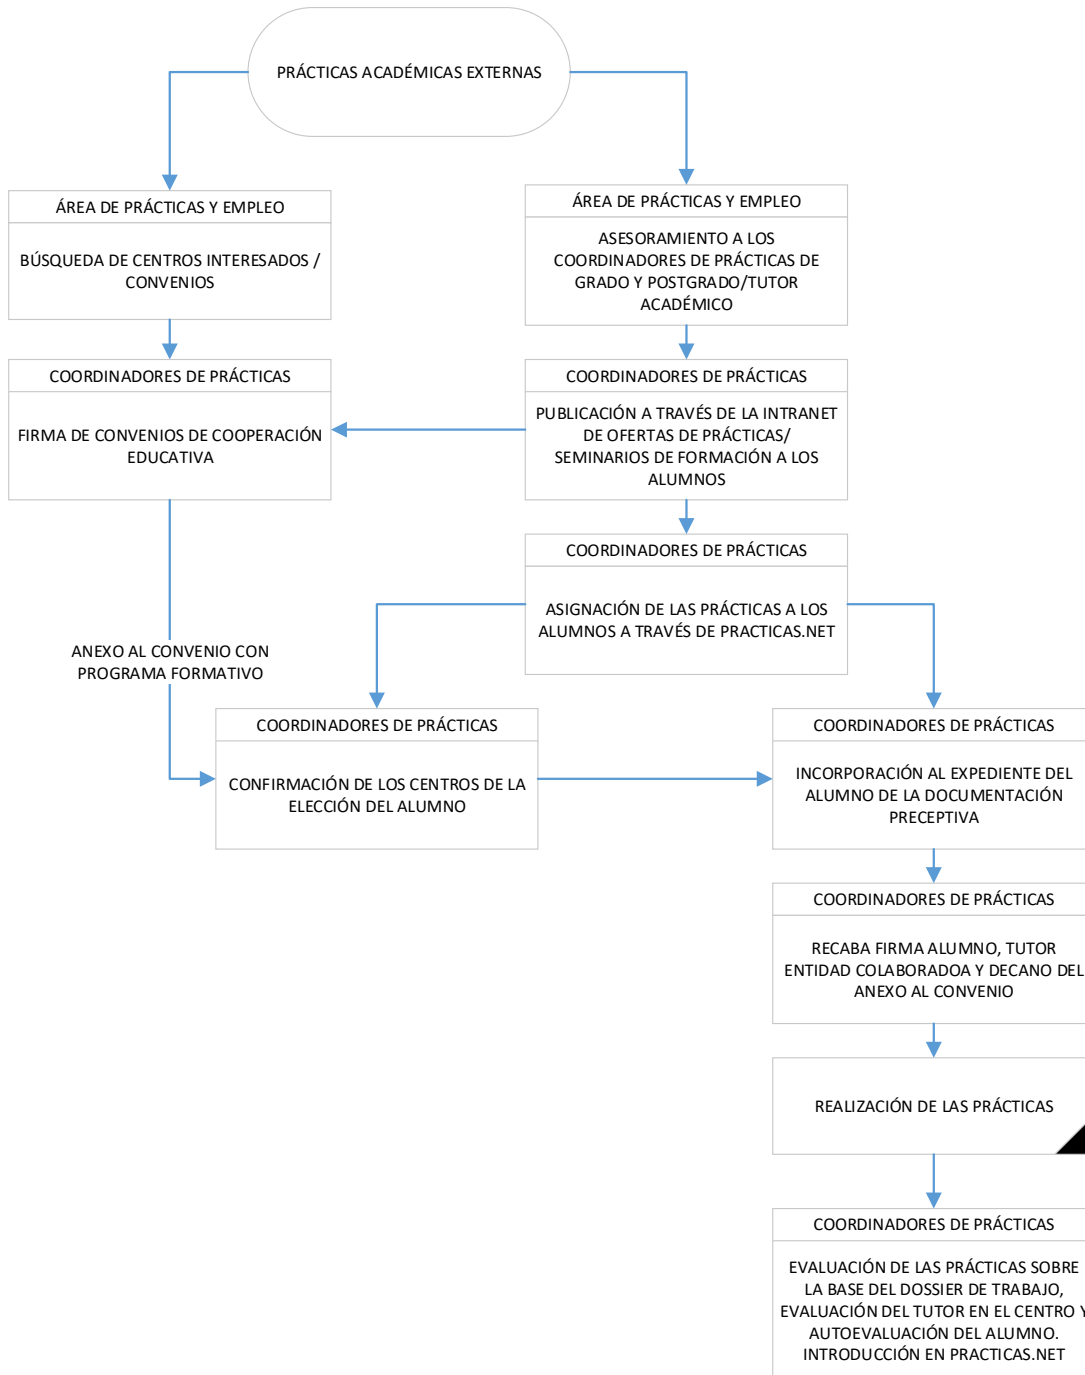 PRÁCTICAS ACADÉMICAS EXTERNAS
ÁREA DE PRÁCTICAS Y EMPLEO
BÚSQUEDA DE CENTROS INTERESADOS /
CONVENIOS
ÁREA DE PRÁCTICAS Y EMPLEO
ASESORAMIENTO A LOS
COORDINADORES DE PRÁCTICAS DE
GRADO Y POSTGRADO/TUTOR
ACADÉMICO
COORDINADORES DE PRÁCTICAS
FIRMA DE CONVENIOS DE COOPERACIÓN
EDUCATIVA
COORDINADORES DE PRÁCTICAS
PUBLICACIÓN A TRAVÉS DE LA INTRANET
DE OFERTAS DE PRÁCTICAS/
SEMINARIOS DE FORMACIÓN A LOS
ALUMNOS
COORDINADORES DE PRÁCTICAS
ASIGNACIÓN DE LAS PRÁCTICAS A LOS
ALUMNOS A TRAVÉS DE PRACTICAS.NET
ANEXO AL CONVENIO CON
PROGRAMA FORMATIVO
COORDINADORES DE PRÁCTICAS
CONFIRMACIÓN DE LOS CENTROS DE LA
ELECCIÓN DEL ALUMNO
COORDINADORES DE PRÁCTICAS
INCORPORACIÓN AL EXPEDIENTE DEL
ALUMNO DE LA DOCUMENTACIÓN
PRECEPTIVA
COORDINADORES DE PRÁCTICAS
RECABA FIRMA ALUMNO, TUTOR
ENTIDAD COLABORADOA Y DECANO DEL
ANEXO AL CONVENIO
REALIZACIÓN DE LAS PRÁCTICAS
COORDINADORES DE PRÁCTICAS
EVALUACIÓN DE LAS PRÁCTICAS SOBRE
LA BASE DEL DOSSIER DE TRABAJO,
EVALUACIÓN DEL TUTOR EN EL CENTRO Y
AUTOEVALUACIÓN DEL ALUMNO.
INTRODUCCIÓN EN PRACTICAS.NET